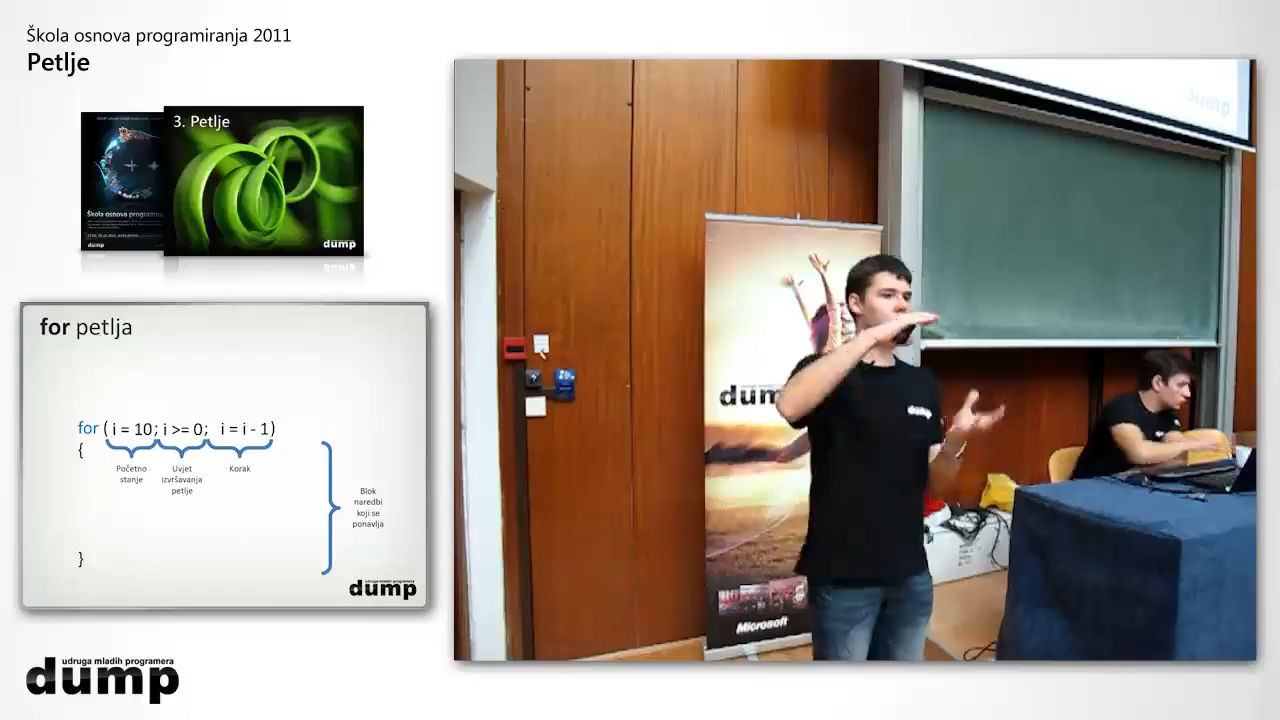 Škola osnova programiranja 2011
Petlje
Škola osnova programira
dump
3. Petlje
dump
for petlja
for ( i = 10; i >= 0; i = i - 1)
{
Početno stanje
Uvjet izvršavanja petlje
Korak
Blok naredbi koji se ponavlja
}
udruga mladih programera
dump
udruga mladih programera
dump
dump
dum
dump
Microsoft